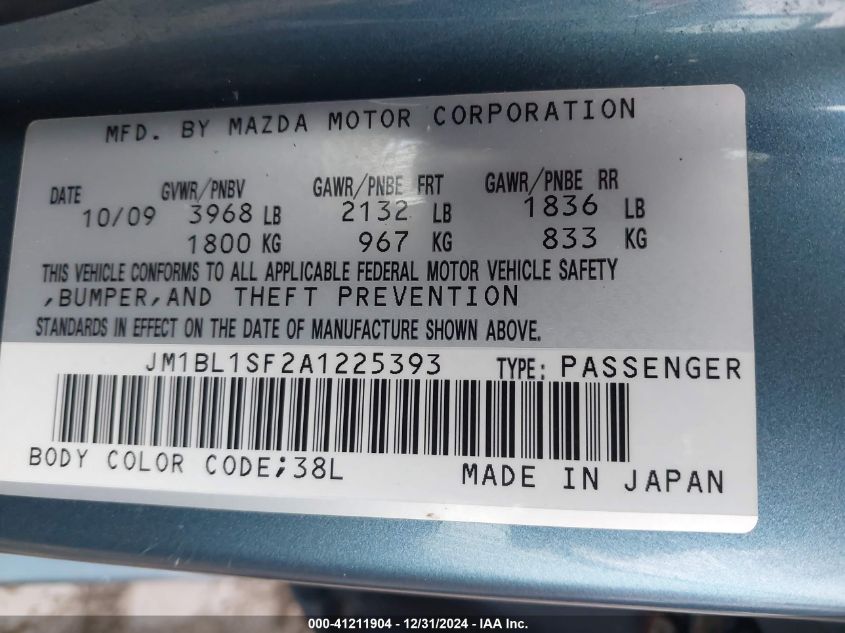 MFD. BY MAZDA MOTOR CORPORATION
DATE GVWR/PNBV GAWR/PNBE FRT GAWR/PNBE RR
10/09 3968 LB 2132 LB 1836 LB
1800 KG 967 KG 833 KG
THIS VEHICLE CONFORMS TO ALL APPLICABLE FEDERAL MOTOR VEHICLE SAFETY
,BUMPER,AND THEFT PREVENTION
STANDARDS IN EFFECT ON THE DATE OF MANUFACTURE SHOWN ABOVE.
JM1BL1SF2A1225393 TYPE: PASSENGER
BODY COLOR CODE;38L MADE IN JAPAN
000-41211904 - 12/31/2024 - IAA Inc.